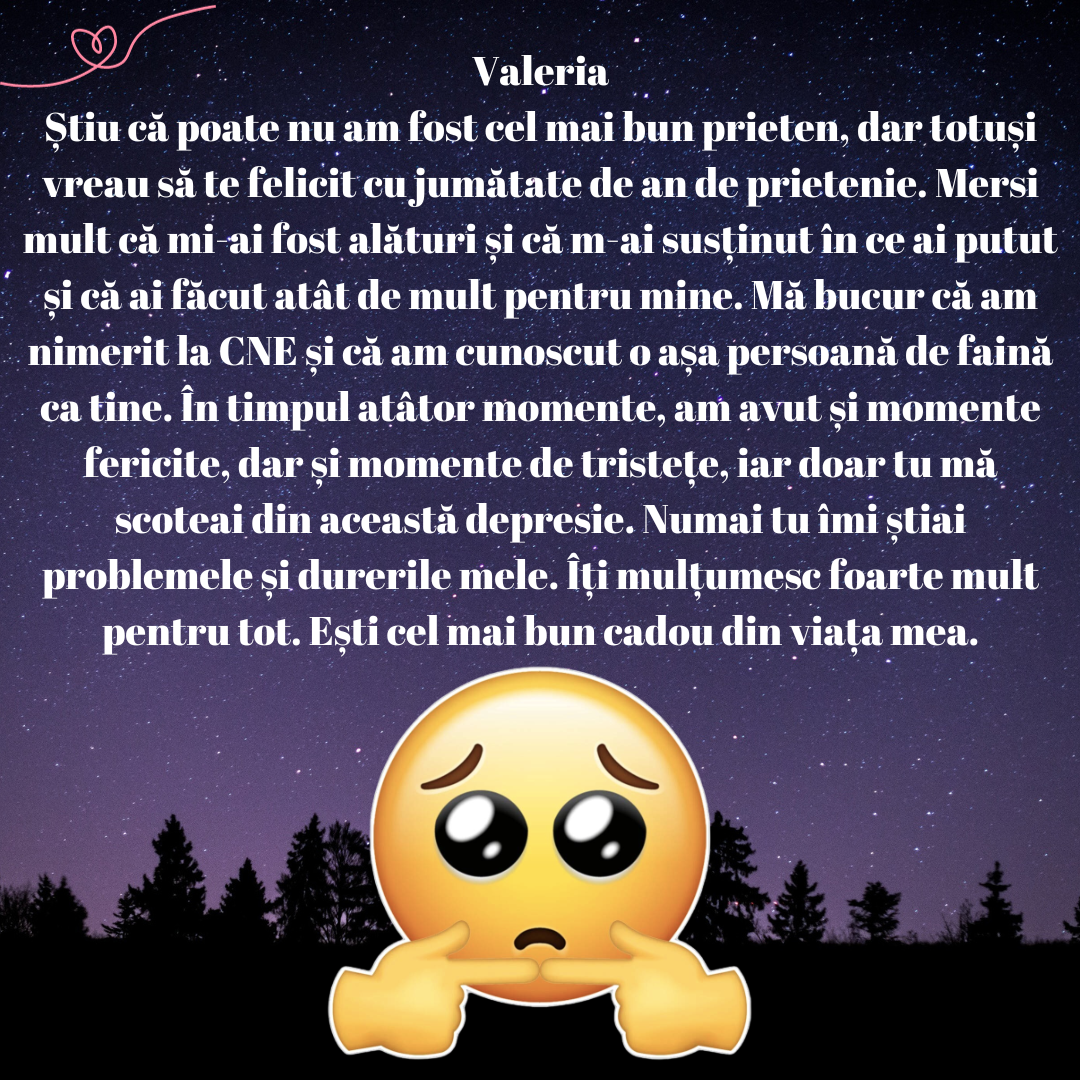 Valeria
Știu că poate nu am fost cel mai bun prieten, dar totuși
vreau să te felicit cu jumătate de an de prietenie. Mersi
mult că mi-ai fost alături și că m-ai susținut în ce ai putut
și că ai făcut atât de mult pentru mine. Mă bucur că am
nimerit la CNE și că am cunoscut o așa persoană de faină
ca tine. În timpul atâtor momente, am avut și momente
fericite, dar și momente de tristețe, iar doar tu mă
scoteai din această depresie. Numai tu îmi știai
problemele și durerile mele. Îți mulțumesc foarte mult
pentru tot. Ești cel mai bun cadou din viața mea.